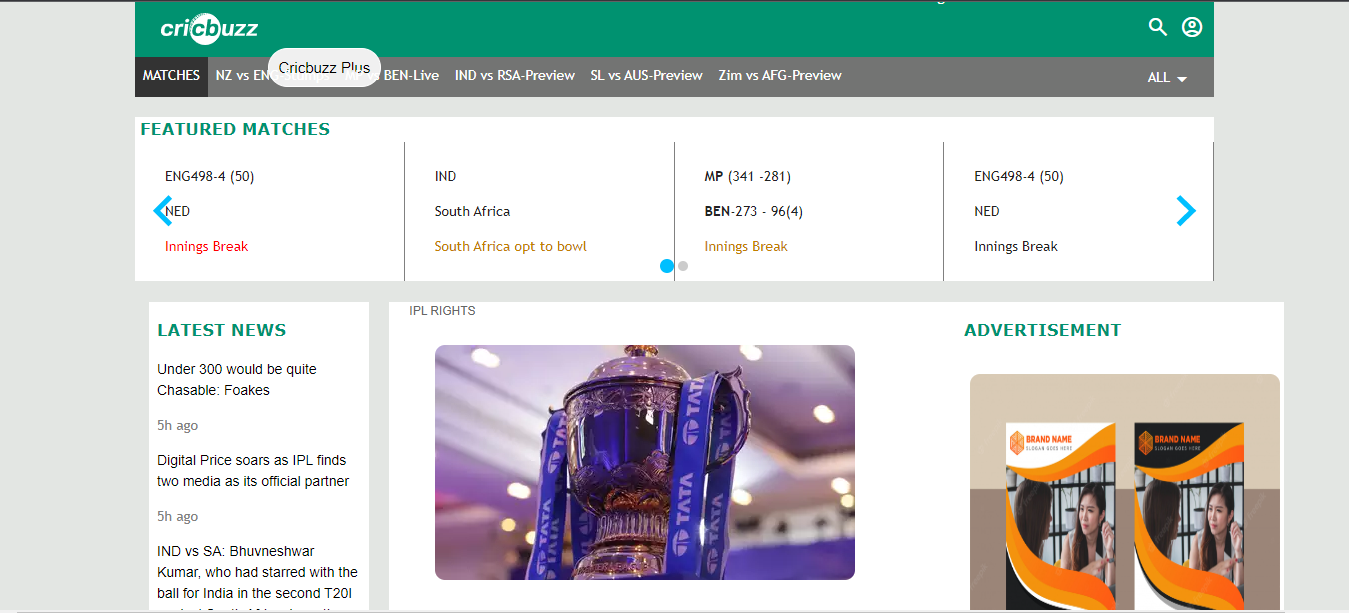 cricbuzz
Cricbuzz Plus
MATCHES NZ vs BEN-Live IND vs RSA-Preview SL vs AUS-Preview Zim vs AFG-Preview ALL
FEATURED MATCHES
ENG498-4 (50)
NED
Innings Break
IND
South Africa
South Africa opt to bowl
MP (341 -281)
BEN-273 - 96(4)
Innings Break
ENG498-4 (50)
NED
Innings Break
LATEST NEWS
Under 300 would be quite
Chasable: Foakes
5h ago
Digital Price soars as IPL finds
two media as its official partner
5h ago
IND vs SA: Bhuvneshwar
Kumar, who had starred with the
ball for India in the second T20I
IPL RIGHTS
TATA
TATA
TATA
TATA
ADVERTISEMENT
BRAND NAME
SLOGAN GOES HERE
BRAND NAME
SLOGAN GOES HERE